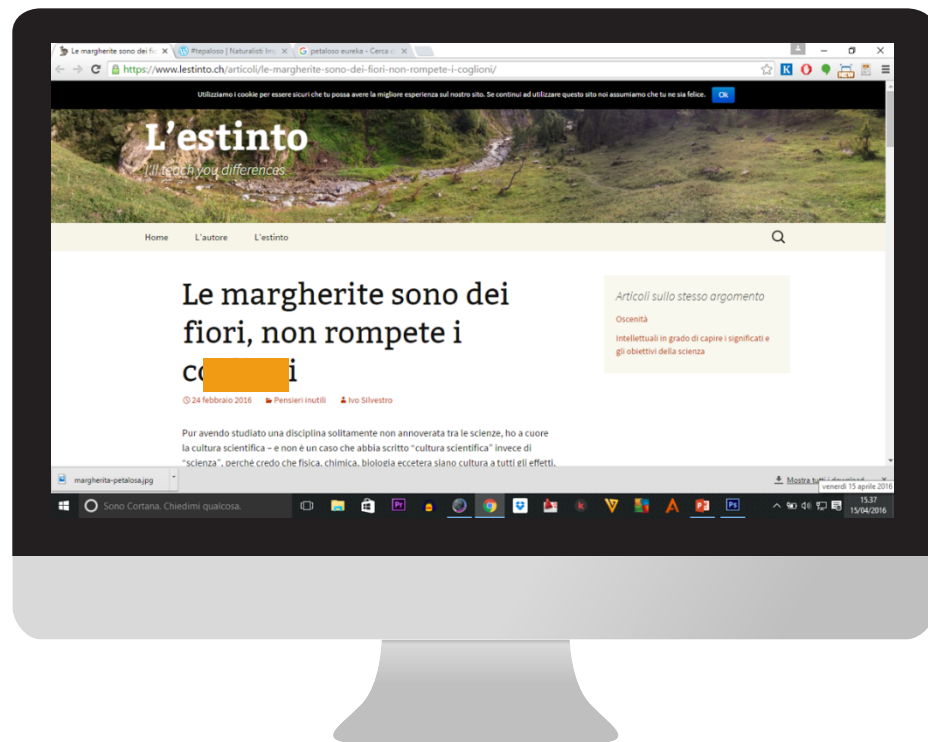 Le margherite sono dei fio
#tepaloso | Naturalisti
petaloso eureka - Cerca
https://www.lestinto.ch/articoli/le-margherite-sono-dei-fiori-non-rompete-i-coglioni/
Utilizziamo i cookie per essere sicuri che tu possa avere la migliore esperienza sul nostro sito. Se continui ad utilizzare questo sito noi assumiamo che tu ne sia felice. Ok
L'estinto
I'll teach you differences
Home L'autore L'estinto
Le margherite sono dei
fiori, non rompete i
co i
24 febbraio 2016 Pensieri inutili Ivo Silvestro
Pur avendo studiato una disciplina solitamente non annoverata tra le scienze, ho a cuore
la cultura scientifica – e non è un caso che abbia scritto "cultura scientifica" invece di
"scienza", perché credo che fisica, chimica, biologia eccetera siano cultura a tutti gli effetti,
Articoli sullo stesso argomento
Oscenità
Intellettuali in grado di capire i significati e
gli obiettivi della scienza
margherita-petalosa.jpg
Mostra tutti i download
venerdì 15 aprile 2016
Sono Cortana. Chiedimi qualcosa.
Pr
Ps
15.37
15/04/2016